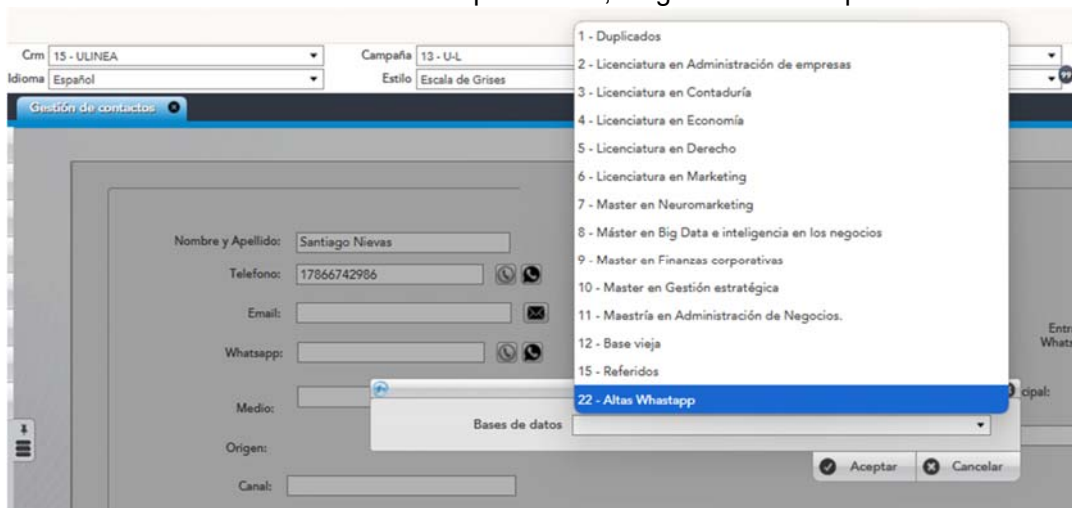 1 - Duplicados
Crm 15 - ULINEA Campaña 13 - U-L
2 - Licenciatura en Administración de empresas
Idioma Español Estilo Escala de Grises
3 - Licenciatura en Contaduría
Gestión de contactos
4 - Licenciatura en Economía
5 - Licenciatura en Derecho
6 - Licenciatura en Marketing
7 - Master en Neuromarketing
Nombre y Apellido: Santiago Nievas
8 - Máster en Big Data e inteligencia en los negocios
9 - Master en Finanzas corporativas
Telefono: 17866742986
10 - Master en Gestión estratégica
Email:
11 - Maestría en Administración de Negocios.
12 - Base vieja
Whatsapp:
15 - Referidos
22 - Altas Whastapp
cipal:
Medio:
Bases de datos
Origen:
Aceptar Cancelar
Canal: